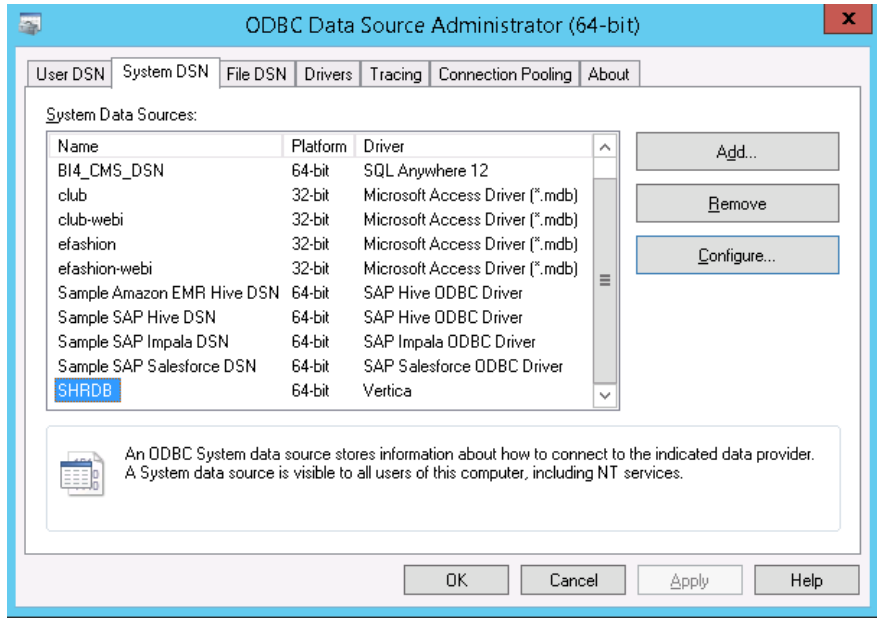 ODBC Data Source Administrator (64-bit)
x
User DSN System DSN File DSN Drivers Tracing Connection Pooling About
System Data Sources:
Name Platform Driver
BI4_CMS_DSN 64-bit SQL Anywhere 12
club 32-bit Microsoft Access Driver (*.mdb)
club-webi 32-bit Microsoft Access Driver (*.mdb)
efashion 32-bit Microsoft Access Driver (*.mdb)
efashion-webi 32-bit Microsoft Access Driver (*.mdb)
Sample Amazon EMR Hive DSN 64-bit SAP Hive ODBC Driver
Sample SAP Hive DSN 64-bit SAP Hive ODBC Driver
Sample SAP Impala DSN 64-bit SAP Impala ODBC Driver
Sample SAP Salesforce DSN 64-bit SAP Salesforce ODBC Driver
SHRDB 64-bit Vertica
Add...
Remove
Configure...
An ODBC System data source stores information about how to connect to the indicated data provider.
A System data source is visible to all users of this computer, including NT services.
OK Cancel Apply Help